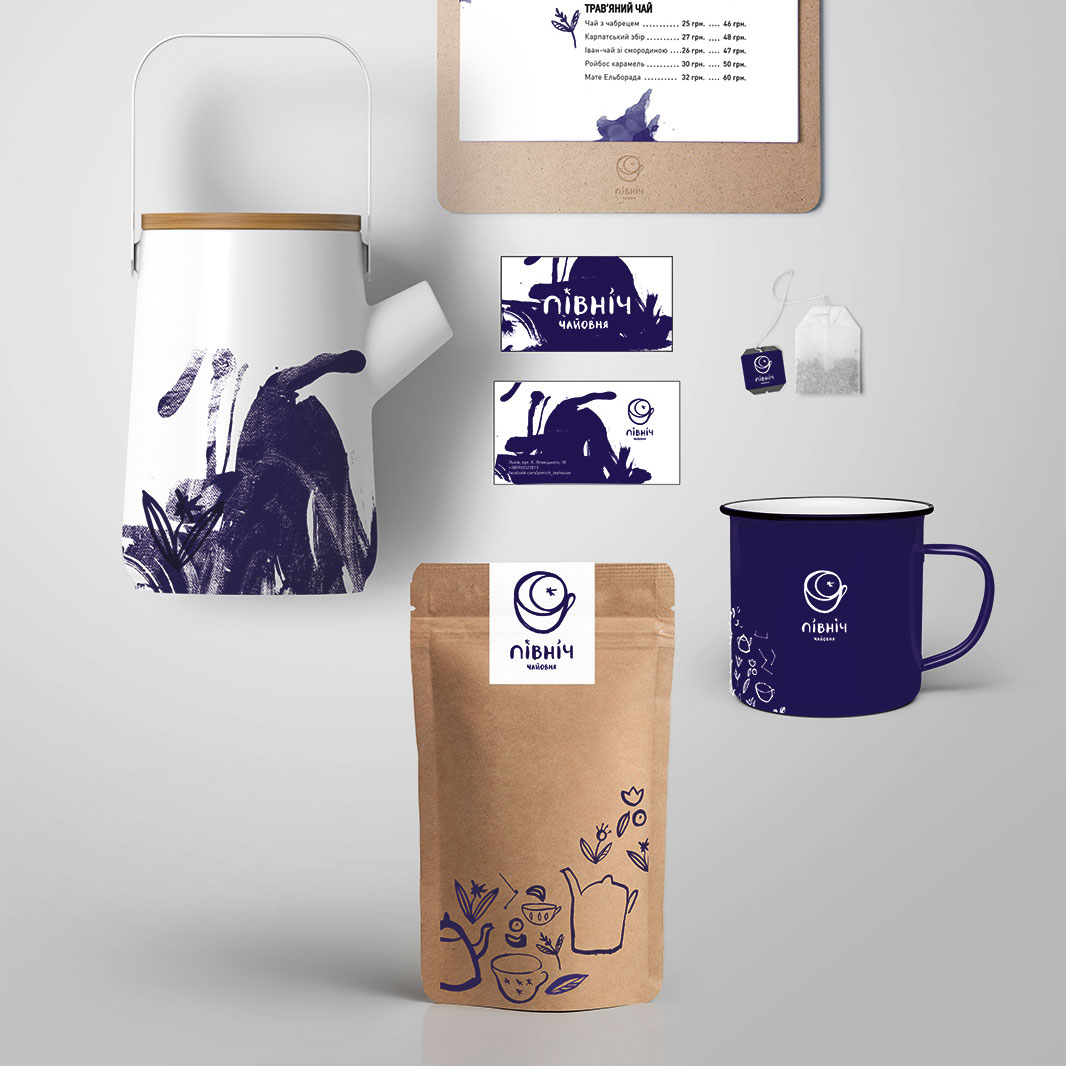 ТРАВ'ЯНИЙ ЧАЙ
Чай з чабрецем ........... 25 грн. .... 46 грн.
Карпатський збір .......... 27 грн. .... 48 грн.
Іван-чай зі смородиною ....26 грн. .... 47 грн.
Ройбос карамель .......... 30 грн. .... 50 грн.
Мате Ельборада ........... 32 грн. .... 60 грн.
північ
чайовня
північ
чайовня
північ
чайовня
північ
північ
чайовня
північ
чайовня